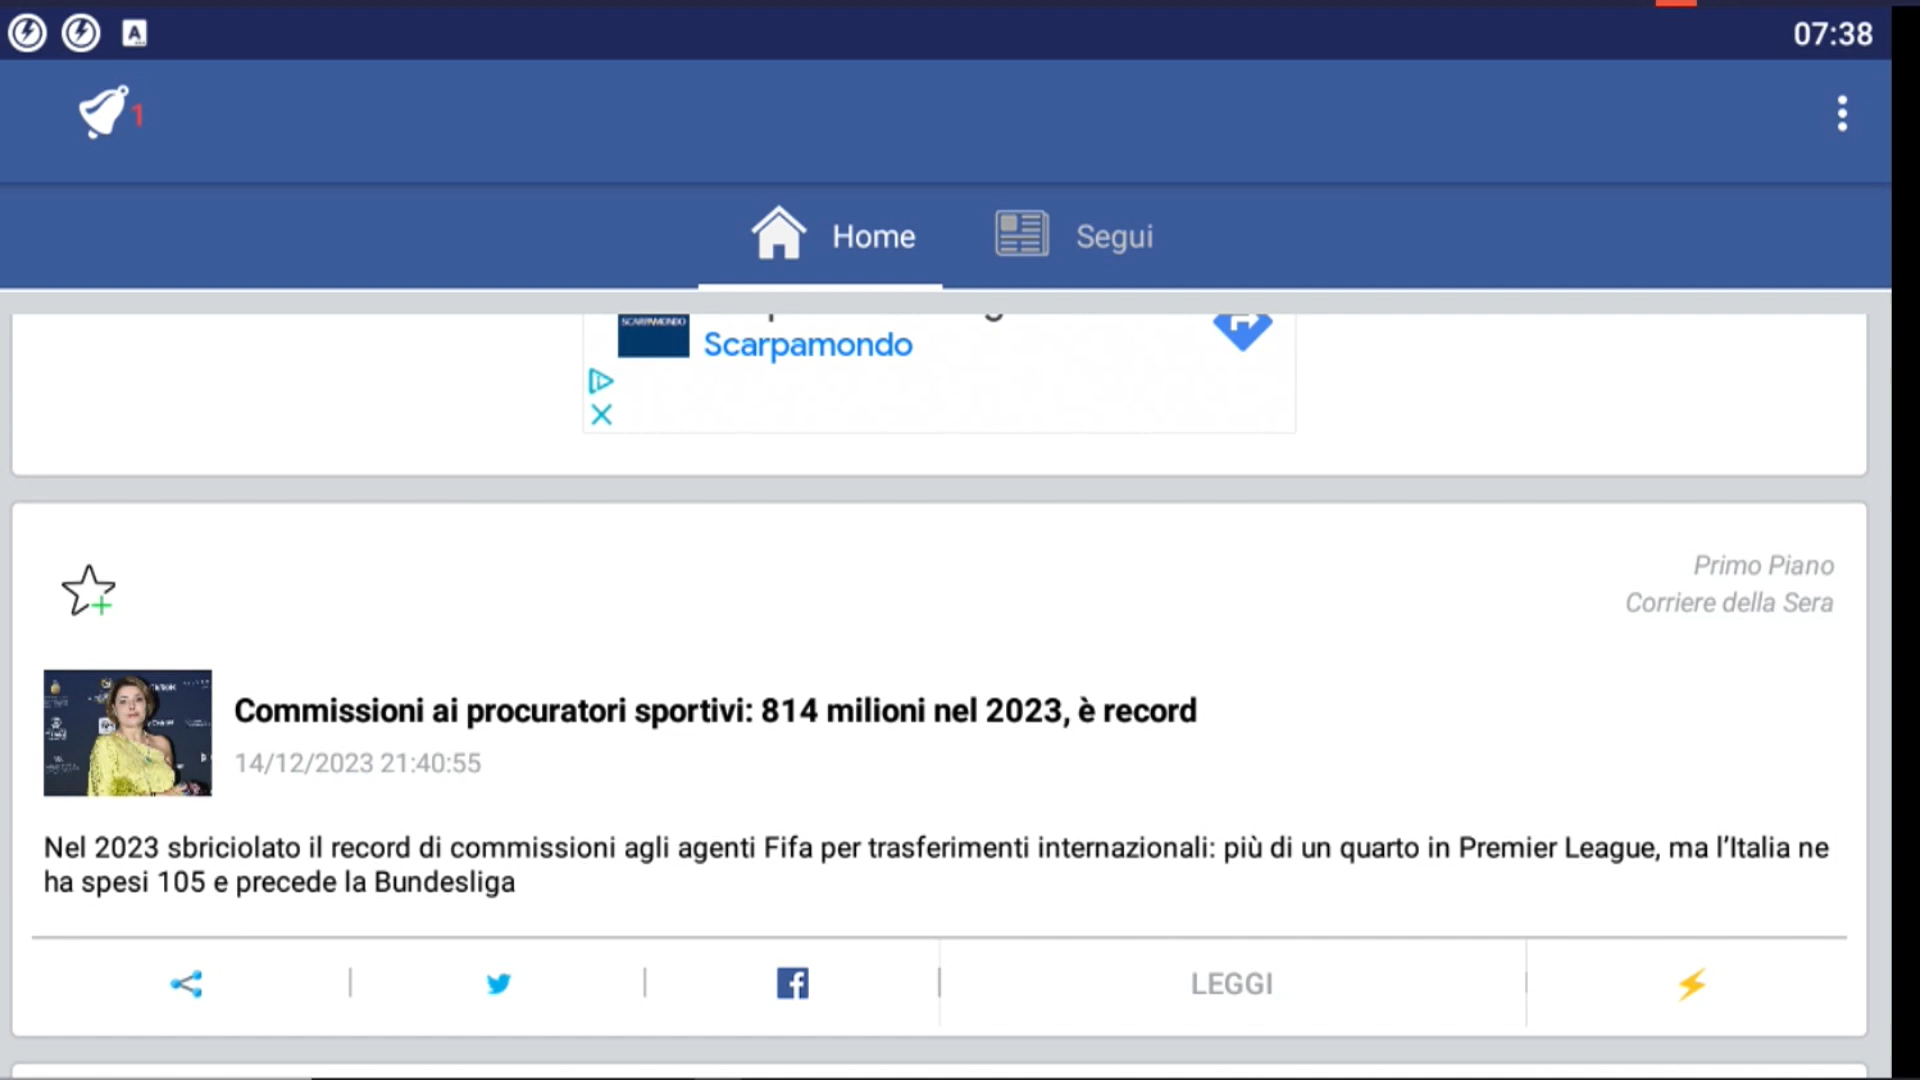 07:38
1
Home
Segui
SCARPAMONDO
Scarpamondo
Primo Piano
Corriere della Sera
Commissioni ai procuratori sportivi: 814 milioni nel 2023, è record
14/12/2023 21:40:55
Nel 2023 sbriciolato il record di commissioni agli agenti Fifa per trasferimenti internazionali: più di un quarto in Premier League, ma l’Italia ne
ha spesi 105 e precede la Bundesliga
LEGGI